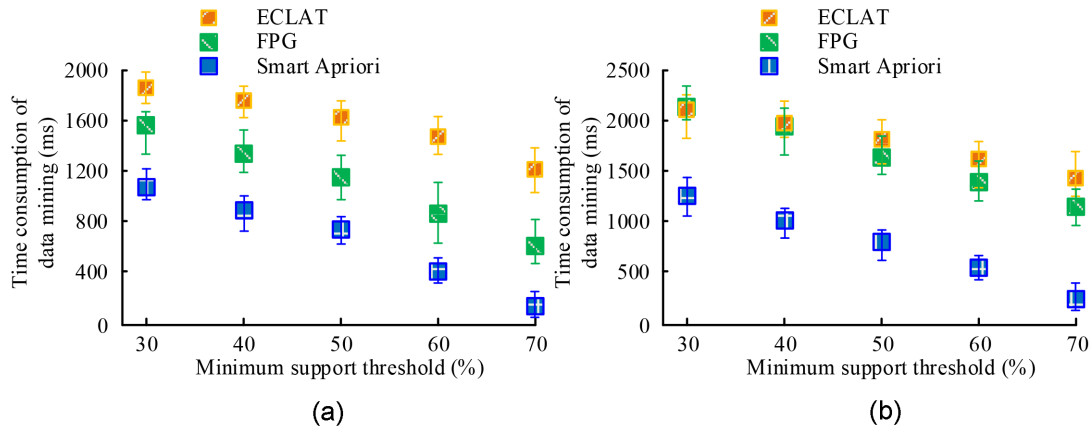 ECLAT
FPG
Smart Apriori
Time consumption of
data mining (ms)
2000
1600
1200
800
400
0
30
40
50
60
70
Minimum support threshold (%)
(a)
ECLAT
FPG
Smart Apriori
Time consumption of
data mining (ms)
2500
2000
1500
1000
500
0
30
40
50
60
70
Minimum support threshold (%)
(b)